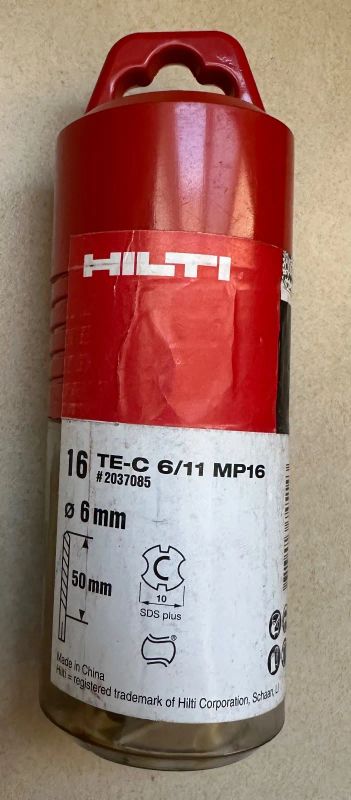 HILTI
16 TE-C 6/11 MP16
#2037085
ø 6 mm
50 mm
C
10
SDS plus
®
Made in China
Hilti = registered trademark of Hilti Corporation, Schaan, LI